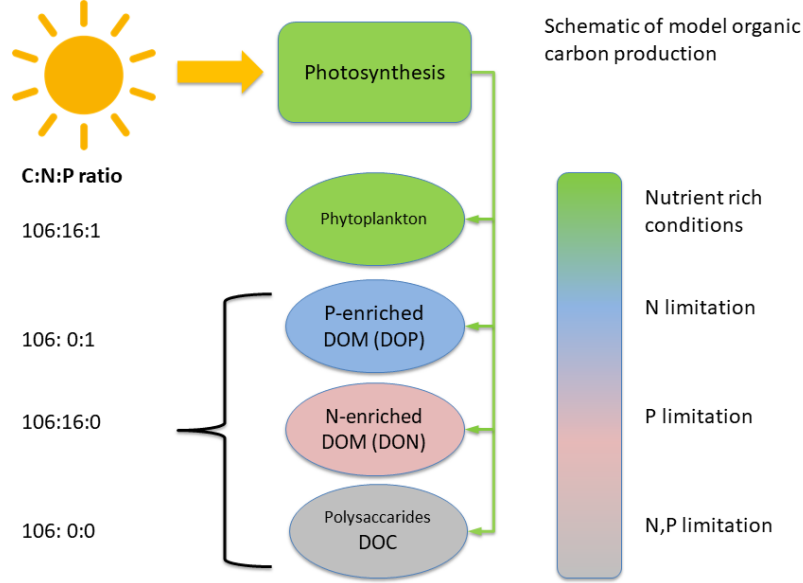 Schematic of model organic
carbon production
Photosynthesis
C:N:P ratio
106:16:1
Phytoplankton
Nutrient rich
conditions
106: 0:1
P-enriched
DOM (DOP)
N limitation
106:16:0
N-enriched
DOM (DON)
P limitation
106: 0:0
Polysaccarides
DOC
N,P limitation